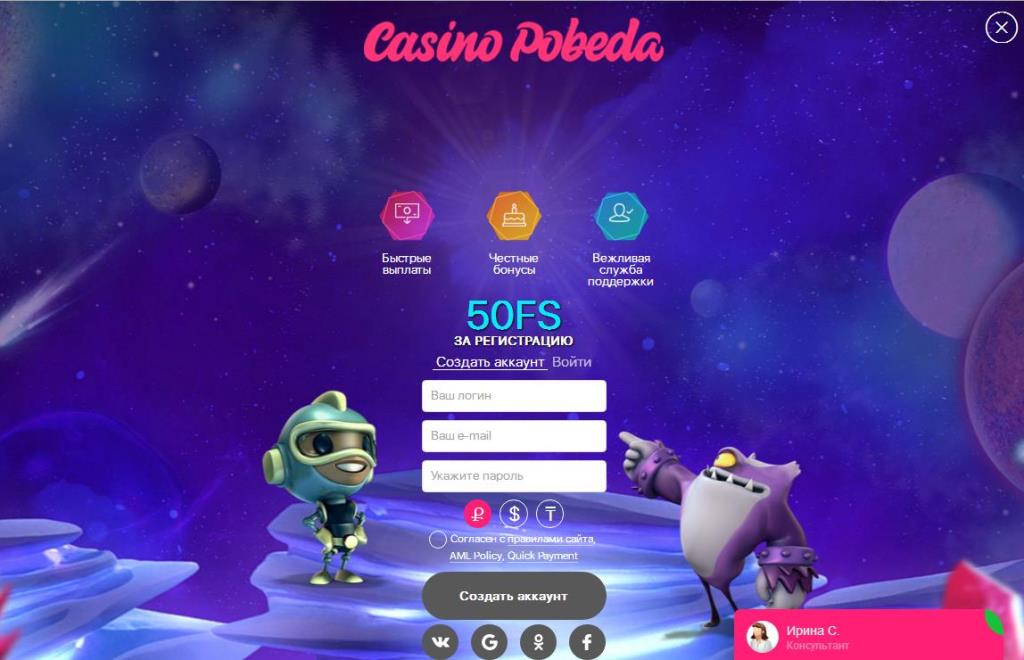 Casino Pobeda
Быстрые
выплаты
Честные
бонусы
Вежливая
служба
поддержки
50FS
ЗА РЕГИСТРАЦИЮ
Создать аккаунт Войти
Ваш логин
Ваш e-mail
Укажите пароль
₽ $ ₸
Согласен с правилами сайта,
AML Policy, Quick Payment
Создать аккаунт
Ирина С.
Консультант